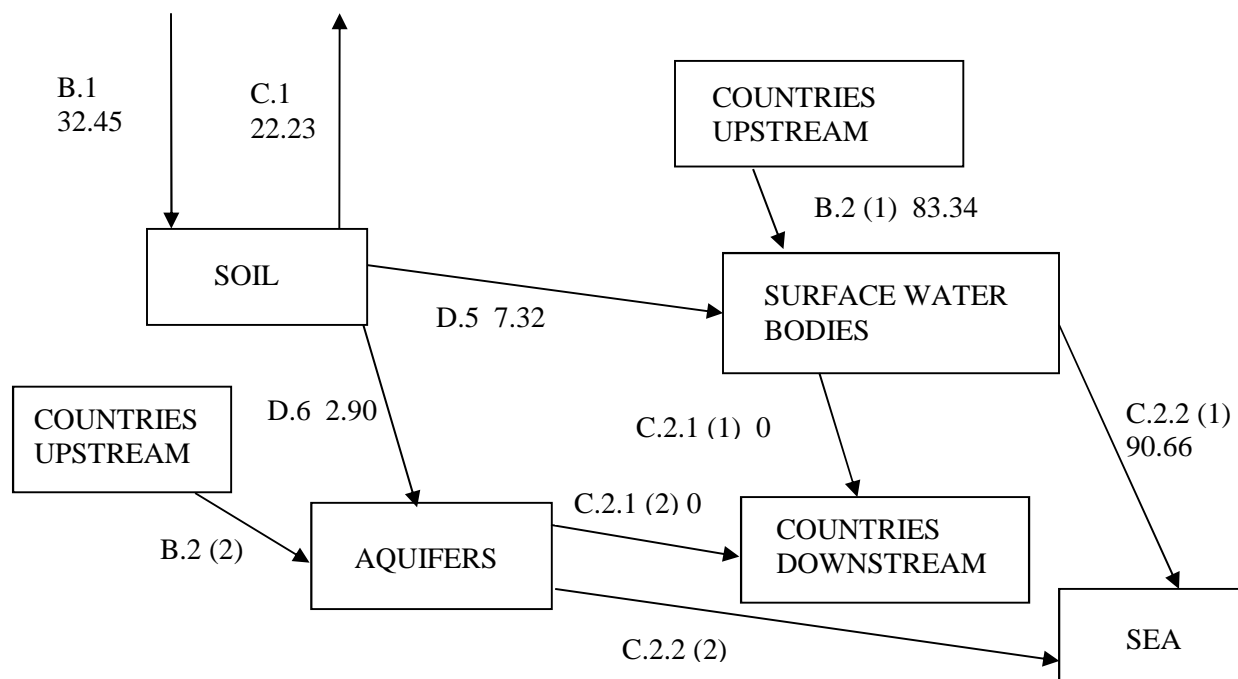 B.1
32.45
C.1
22.23
COUNTRIES
UPSTREAM
B.2 (1) 83.34
SOIL
SURFACE WATER
BODIES
D.5 7.32
COUNTRIES
UPSTREAM
D.6 2.90
C.2.1 (1) 0
C.2.2 (1)
90.66
C.2.1 (2) 0
COUNTRIES
DOWNSTREAM
B.2 (2)
AQUIFERS
C.2.2 (2)
SEA